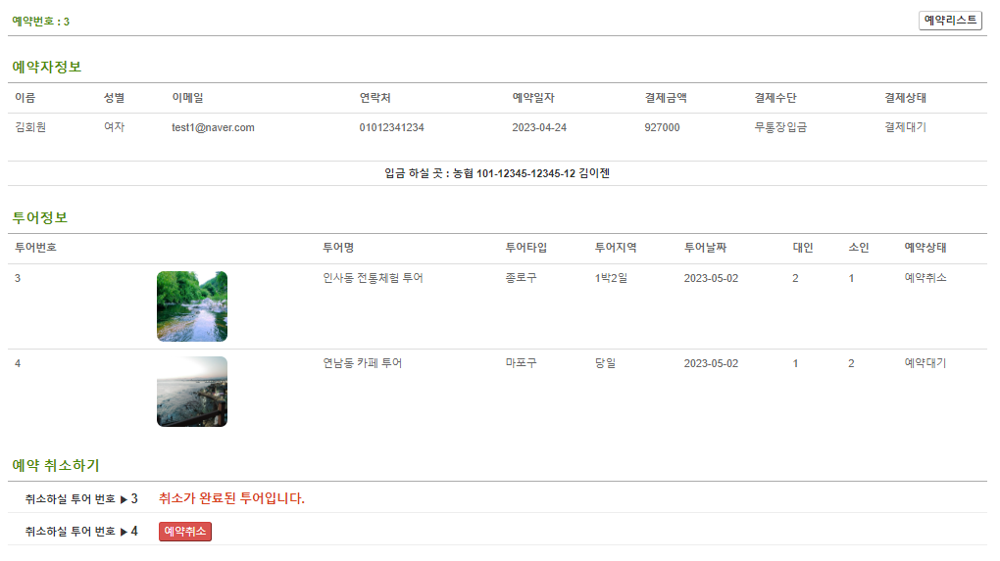 예약번호 : 3 예약리스트
예약자정보
이름 성별 이메일 연락처 예약일자 결제금액 결제수단 결제상태
김회원 여자 test1@naver.com 01012341234 2023-04-24 927000 무통장입금 결제대기
입금 하실 곳 : 농협 101-12345-12345-12 김이젠
투어정보
투어번호 투어명 투어타입 투어지역 투어날짜 대인 소인 예약상태
3 인사동 전통체험 투어 종로구 1박2일 2023-05-02 2 1 예약취소
4 연남동 카페 투어 마포구 당일 2023-05-02 1 2 예약대기
예약 취소하기
취소하실 투어 번호 ▶ 3 취소가 완료된 투어입니다.
취소하실 투어 번호 ▶ 4 예약취소